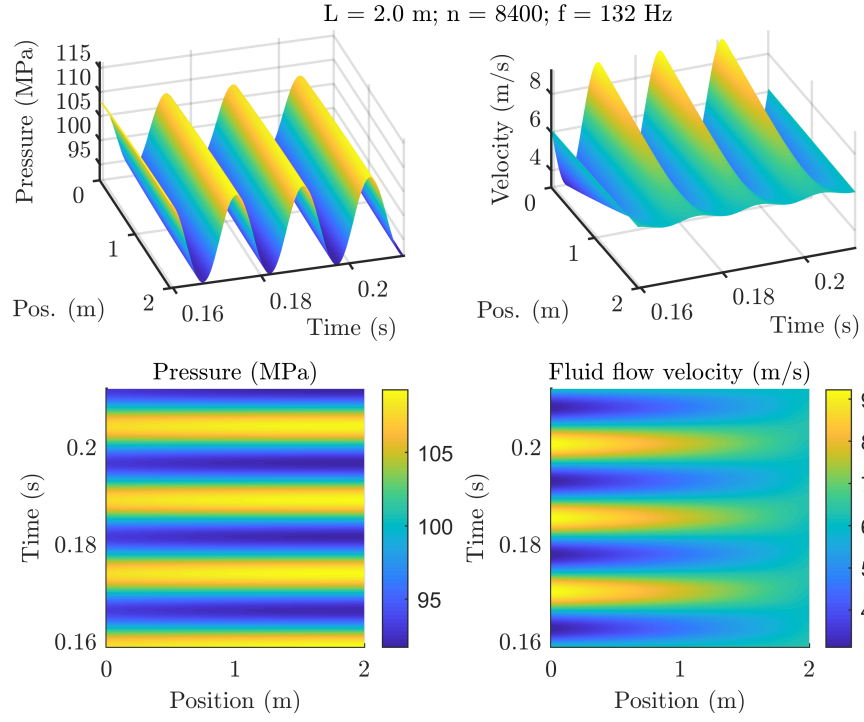 L = 2.0 m; n = 8400; f = 132 Hz
Pressure (MPa)
115
110
105
100
95
0
1
2
Pos. (m)
0.16
0.18
0.2
Time (s)
Velocity (m/s)
8
6
4
0
1
2
Pos. (m)
0.16
0.18
0.2
Time (s)
Pressure (MPa)
Time (s)
0.2
0.18
0.16
0
1
2
Position (m)
105
100
95
Fluid flow velocity (m/s)
Time (s)
0.2
0.18
0.16
0
1
2
Position (m)